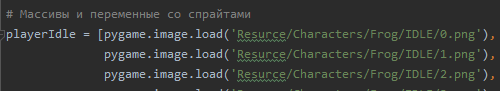 # Массивы и переменные со спрайтами
playerIdle = [pygame.image.load('Resurce/Characters/Frog/IDLE/0.png'),
pygame.image.load('Resurce/Characters/Frog/IDLE/1.png'),
pygame.image.load('Resurce/Characters/Frog/IDLE/2.png'),